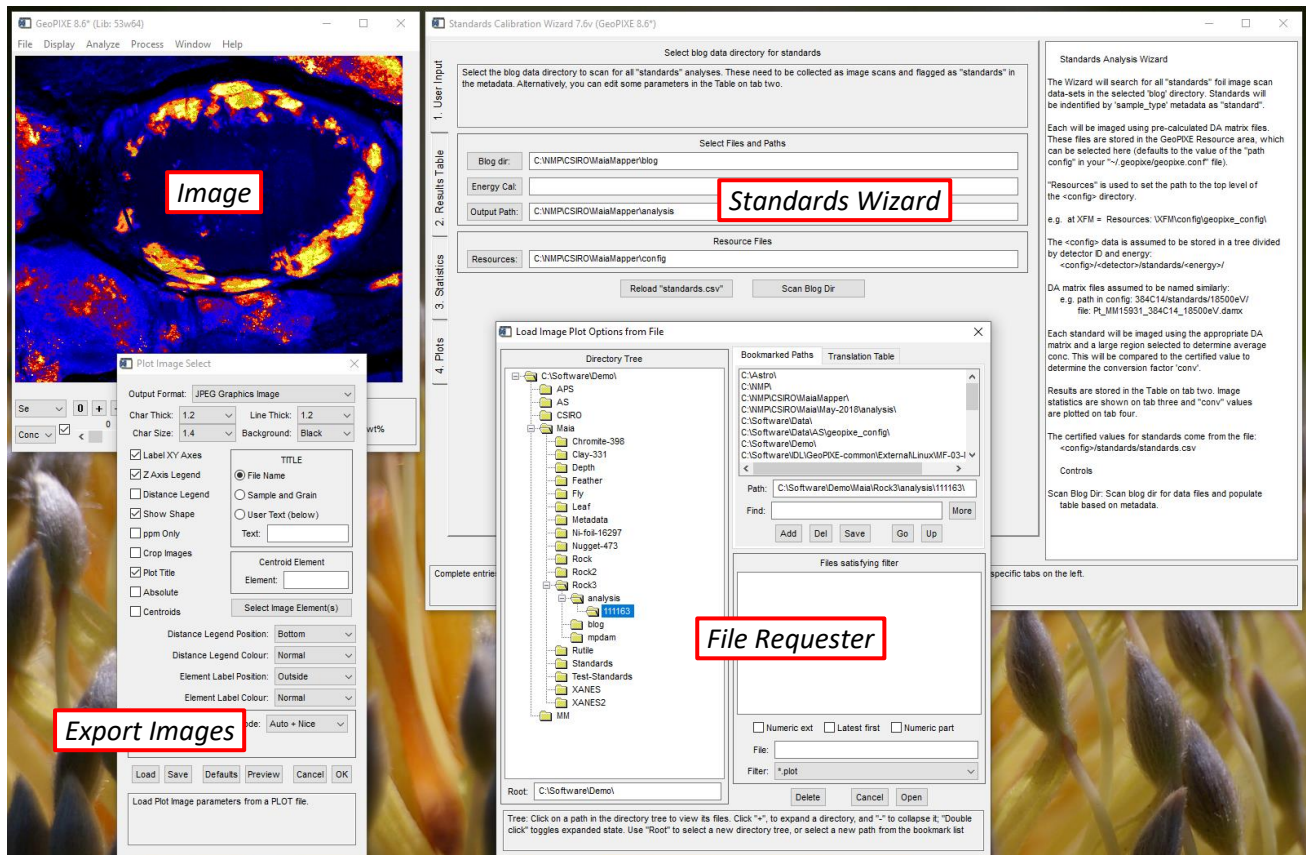 GeoPIXE 8.6* (Lib: 53w64)
File Display Analyze Process Window Help
Image
Se
0
+
Conc
<
0
wt%
Standards Calibration Wizard 7.6v (GeoPIXE 8.6*)
1. User Input
2. Results Table
3. Statistics
4. Plots
Select blog data directory for standards
Select the blog data directory to scan for all "standards" analyses. These need to be collected as image scans and flagged as "standards" in
the metadata. Alternatively, you can edit some parameters in the Table on tab two.
Select Files and Paths
Blog dir: C:\NMP\CSIRO\MaiaMapper\blog
Energy Cal:
Output Path: C:\NMP\CSIRO\MaiaMapper\analysis
Standards Wizard
Resource Files
Resources: C:\NMP\CSIRO\MaiaMapper\config
Reload "standards.csv" Scan Blog Dir
Complete entrie
specific tabs on the left.
Standards Analysis Wizard
The Wizard will search for all "standards" foil image scan
data-sets in the selected 'blog' directory. Standards will
be indentified by 'sample_type' metadata as "standard".
Each will be imaged using pre-calculated DA matrix files.
These files are stored in the GeoPIXE Resource area, which
can be selected here (defaults to the value of the "path
config" in your "~/.geopixe/geopixe.conf" file).
"Resources" is used to set the path to the top level of
the <config> directory.
e.g. at XFM = Resources: \XFM\config\geopixe_config\
The <config> data is assumed to be stored in a tree divided
by detector ID and energy:
<config>/<detector>/standards/<energy>/
DA matrix files assumed to be named similarly:
e.g. path in config: 384C14/standards/18500eV/
file: Pt_MM15931_384C14_18500eV.damx
Each standard will be imaged using the appropriate DA
matrix and a large region selected to determine average
conc. This will be compared to the certified value to
determine the conversion factor 'conv'.
Results are stored in the Table on tab two. Image
statistics are shown on tab three and "conv" values
are plotted on tab four.
The certified values for standards come from the file:
<config>/standards/standards.csv
Controls
Scan Blog Dir: Scan blog dir for data files and populate
table based on metadata.
Plot Image Select
Output Format: JPEG Graphics Image
Char Thick: 1.2 Line Thick: 1.2
Char Size: 1.4 Background: Black
Label XY Axes
Z Axis Legend
Distance Legend
Show Shape
ppm Only
Crop Images
Plot Title
Absolute
Centroids
TITLE
File Name
Sample and Grain
User Text (below)
Text:
Centroid Element
Element:
Select Image Element(s)
Distance Legend Position: Bottom
Distance Legend Colour: Normal
Element Label Position: Outside
Element Label Colour: Normal
ode: Auto + Nice
Export Images
Load Save Defaults Preview Cancel OK
Load Plot Image parameters from a PLOT file.
Load Image Plot Options from File
Directory Tree
C:\Software\Demo\
APS
AS
CSIRO
Maia
Chromite-398
Clay-331
Depth
Feather
Fly
Leaf
Metadata
Ni-foil-16297
Nugget-473
Rock
Rock2
Rock3
analysis
111163
blog
mpdam
Rutile
Standards
Test-Standards
XANES
XANES2
MM
Root: C:\Software\Demo\
Bookmarked Paths Translation Table
C:\Astro\
C:\NMP\
C:\NMP\CSIRO\MaiaMapper\
C:\NMP\CSIRO\Maia\May-2018\analysis\
C:\Software\Data\
C:\Software\Data\AS\geopixe_config\
C:\Software\Demo\
C:\Software\IDL\GeoPIXE-common\External\Linux\MF-03-
< >
Path: C:\Software\Demo\Maia\Rock3\analysis\111163\
Find: More
Add Del Save Go Up
Files satisfying filter
File Requester
Numeric ext Latest first Numeric part
File:
Filter: *.plot
Delete Cancel Open
Tree: Click on a path in the directory tree to view its files. Click "+", to expand a directory, and "-" to collapse it; "Double
click" toggles expanded state. Use "Root" to select a new directory tree, or select a new path from the bookmark list